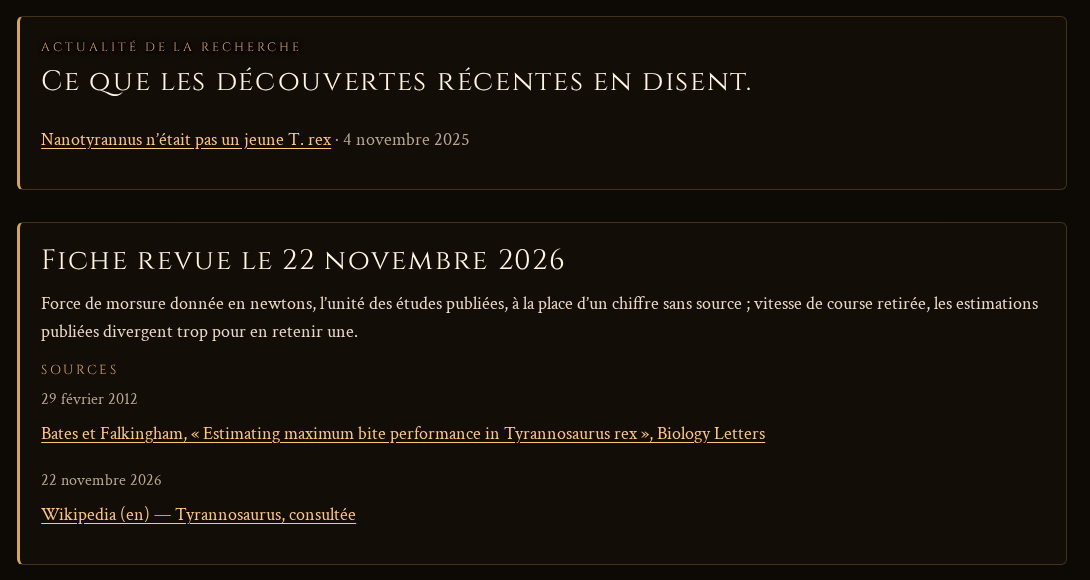 ACTUALITÉ DE LA RECHERCHE
Ce que les découvertes récentes en disent.
Nanotyrannus n’était pas un jeune T. rex · 4 novembre 2025
Fiche revue le 22 novembre 2026
Force de morsure donnée en newtons, l’unité des études publiées, à la place d’un chiffre sans source ; vitesse de course retirée, les estimations
publiées divergent trop pour en retenir une.
SOURCES
29 février 2012
Bates et Falkingham, « Estimating maximum bite performance in Tyrannosaurus rex », Biology Letters
22 novembre 2026
Wikipedia (en) — Tyrannosaurus, consultée